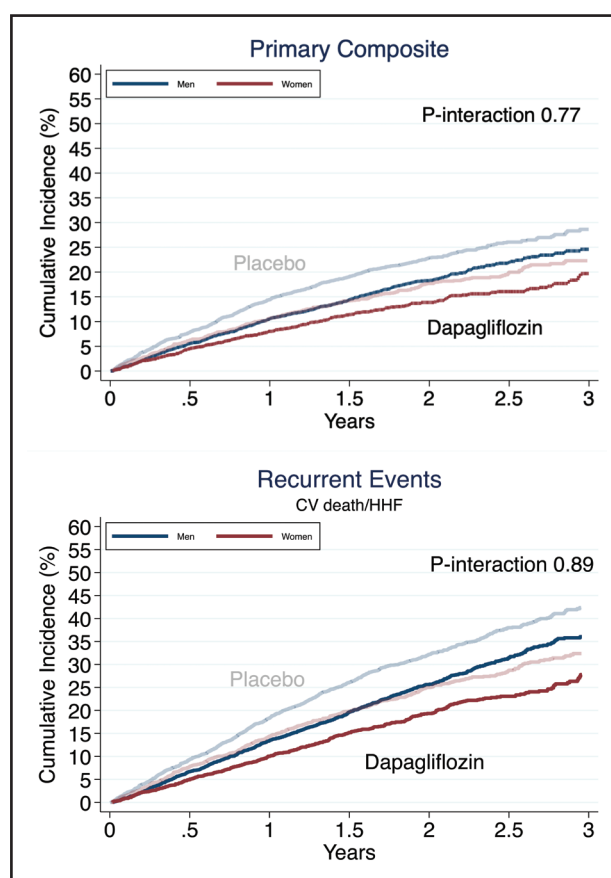 Primary Composite
Men
Women
P-interaction 0.77
Cumulative Incidence (%)
60
55
50
45
40
35
30
25
20
15
10
5
0
Placebo
Dapagliflozin
0 .5 1 1.5 2 2.5 3
Years
Recurrent Events
CV death/HHF
Men
Women
P-interaction 0.89
Cumulative Incidence (%)
60
55
50
45
40
35
30
25
20
15
10
5
0
Placebo
Dapagliflozin
0 .5 1 1.5 2 2.5 3
Years